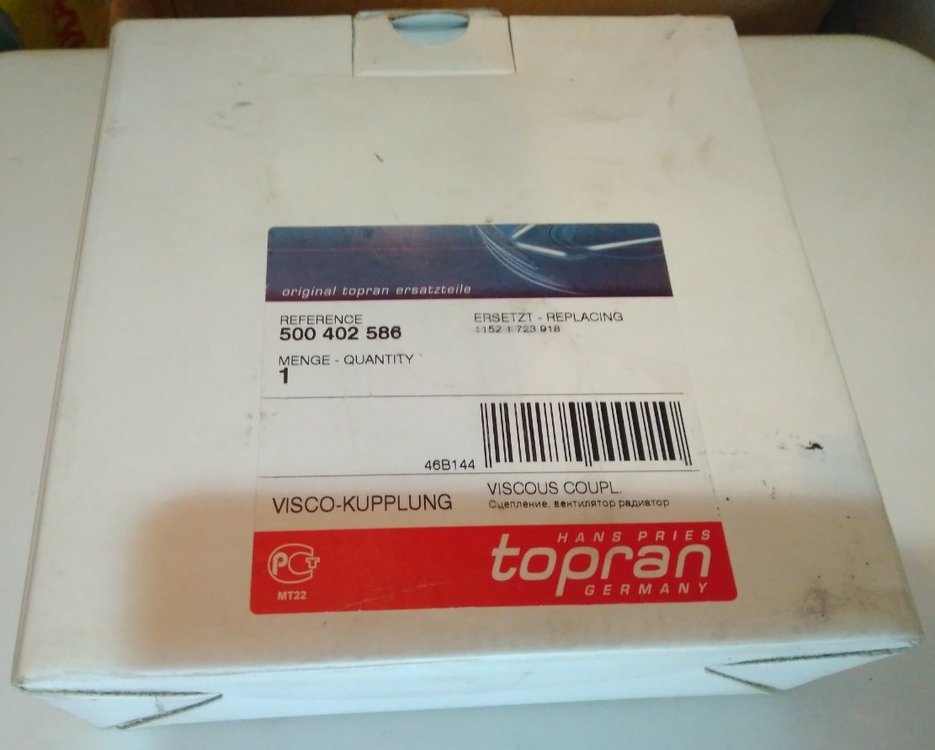 original topran ersatzteile
REFERENCE
500 402 586
ERSETZT - REPLACING
1152 1 723 918
MENGE - QUANTITY
1
46B144
VISCO-KUPPLUNG
VISCOUS COUPL.
Сцепление, вентилятор радиатор
РСТ
MT22
HANS PRIES
topran
GERMANY